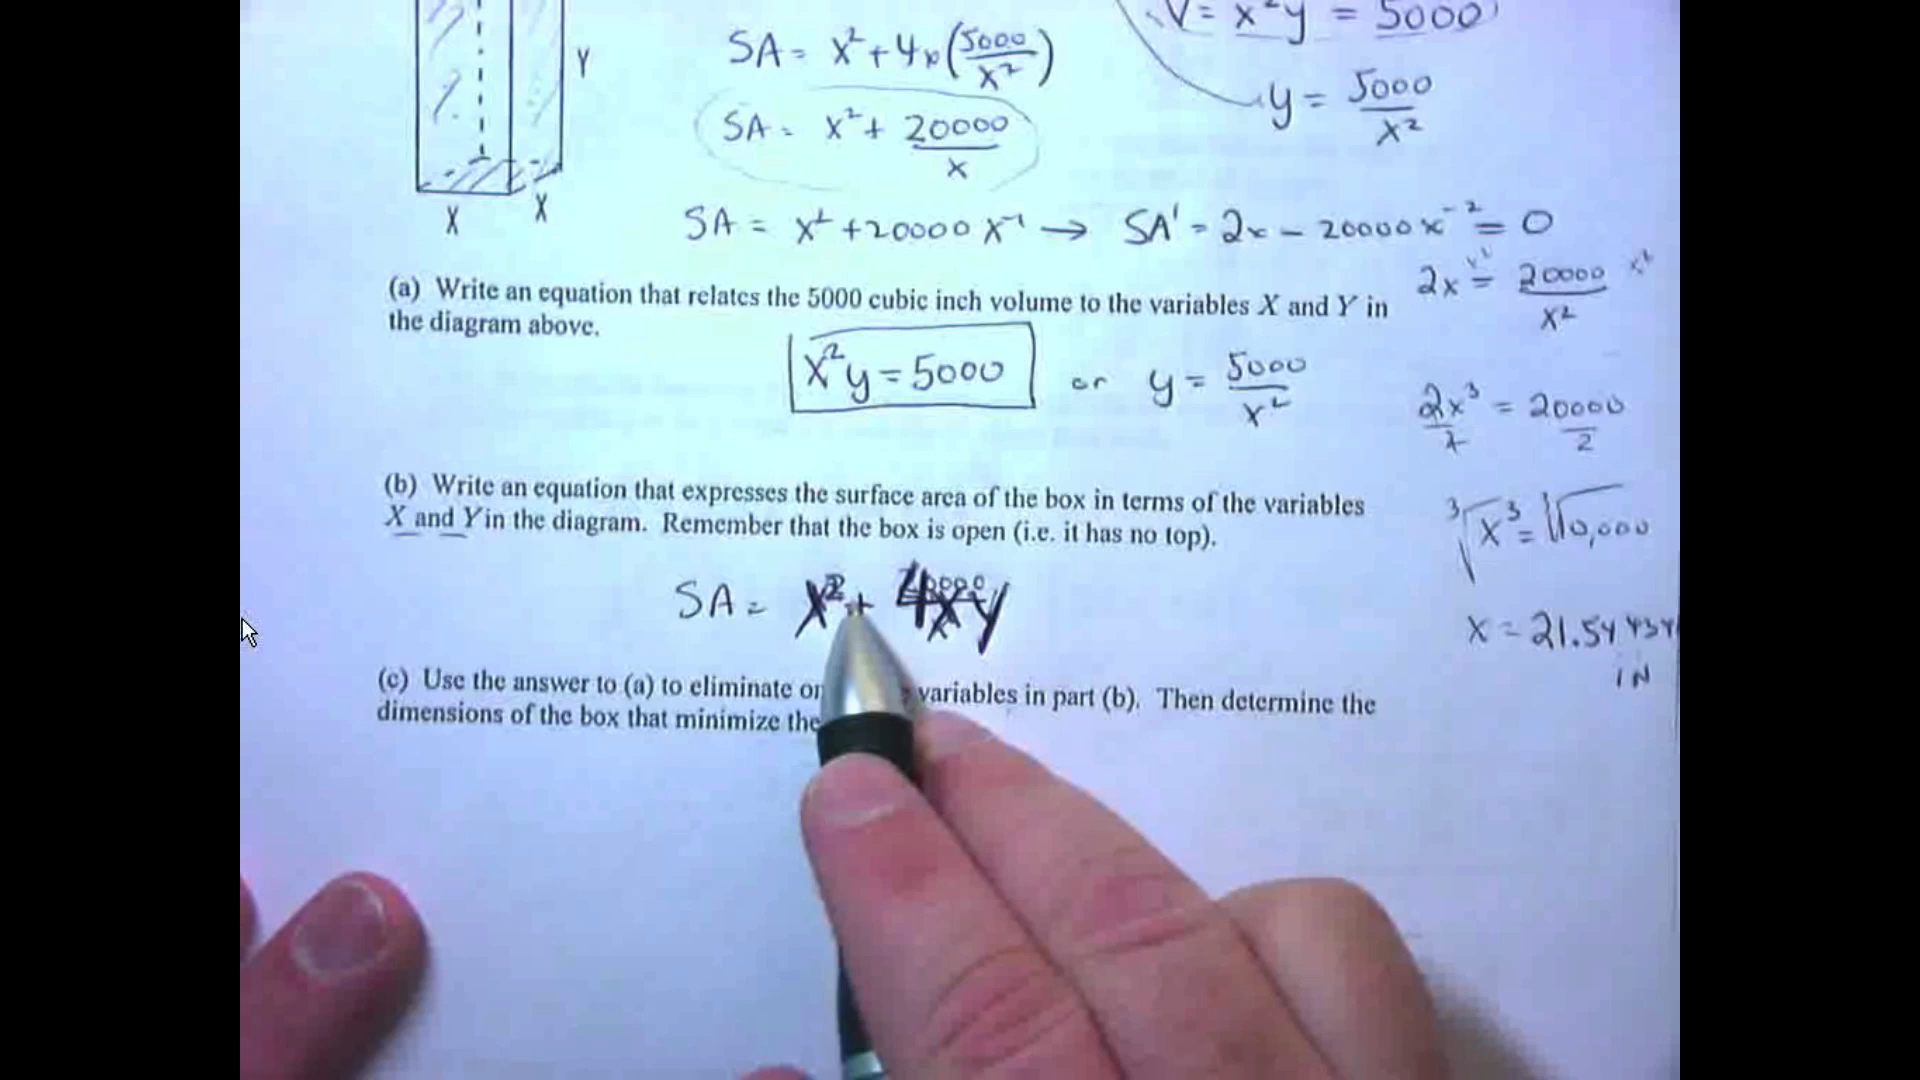 V = x²y = 5000
SA = x² + 4x(5000/x²)
Y
y = 5000/x²
SA = x² + 20000/x
X X
SA = x² + 20000x⁻¹ → SA' = 2x − 20000x⁻² = 0
2x = 20000/x²
(a) Write an equation that relates the 5000 cubic inch volume to the variables X and Y in
the diagram above.
x²y = 5000 or y = 5000/x²
2x³/2 = 20000/2
(b) Write an equation that expresses the surface area of the box in terms of the variables
X and Y in the diagram. Remember that the box is open (i.e. it has no top).
³√x³ = ³√10,000
SA = x² + 4xy
x = 21.54434
IN
(c) Use the answer to (a) to eliminate variables in part (b). Then determine the
dimensions of the box that minimize the